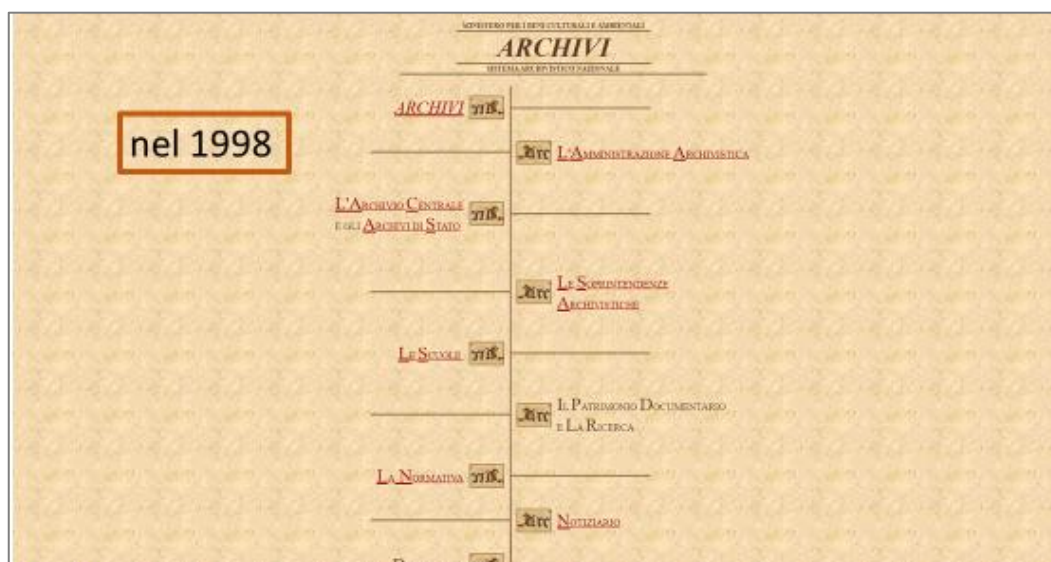 MINISTERO PER I BENI CULTURALI E AMBIENTALI
ARCHIVI
SISTEMA ARCHIVISTICO NAZIONALE
ARCHIVI
nel 1998
L'AMMINISTRAZIONE ARCHIVISTICA
L'ARCHIVIO CENTRALE
E GLI ARCHIVI DI STATO
LE SOPRINTENDENZE
ARCHIVISTICHE
LE SCUOLE
IL PATRIMONIO DOCUMENTARIO
E LA RICERCA
LA NORMATIVA
NOTIZIARIO